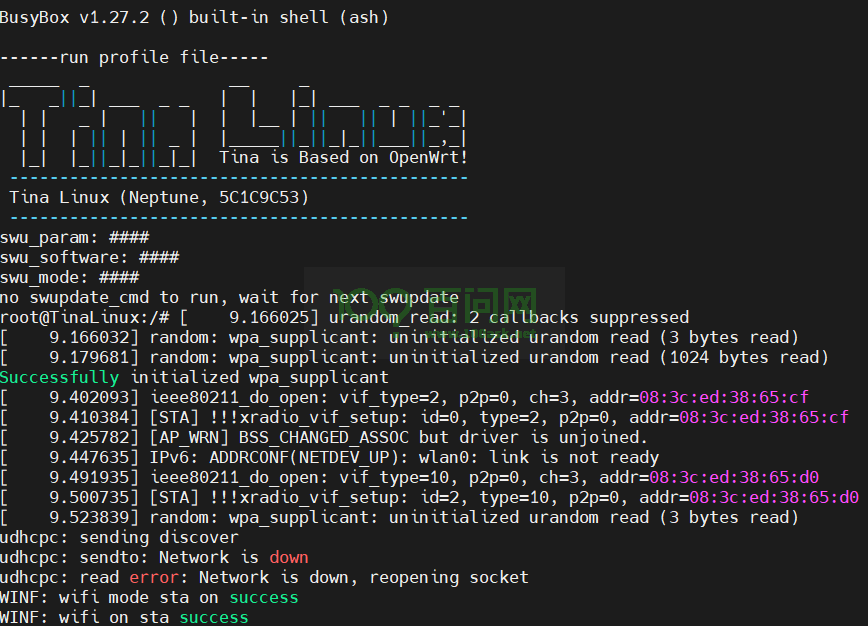 BusyBox v1.27.2 () built-in shell (ash)
------run profile file-----
Tina Linux
Tina is Based on OpenWrt!
----------------------------------------------
Tina Linux (Neptune, 5C1C9C53)
----------------------------------------------
swu_param: ####
swu_software: ####
swu_mode: ####
no swupdate_cmd to run, wait for next swupdate
root@TinaLinux:/# [    9.166025] urandom_read: 2 callbacks suppressed
[    9.166032] random: wpa_supplicant: uninitialized urandom read (3 bytes read)
[    9.179681] random: wpa_supplicant: uninitialized urandom read (1024 bytes read)
Successfully initialized wpa_supplicant
[    9.402093] ieee80211_do_open: vif_type=2, p2p=0, ch=3, addr=08:3c:ed:38:65:cf
[    9.410384] [STA] !!!xradio_vif_setup: id=0, type=2, p2p=0, addr=08:3c:ed:38:65:cf
[    9.425782] [AP_WRN] BSS_CHANGED_ASSOC but driver is unjoined.
[    9.447635] IPv6: ADDRCONF(NETDEV_UP): wlan0: link is not ready
[    9.491935] ieee80211_do_open: vif_type=10, p2p=0, ch=3, addr=08:3c:ed:38:65:d0
[    9.500735] [STA] !!!xradio_vif_setup: id=2, type=10, p2p=0, addr=08:3c:ed:38:65:d0
[    9.523839] random: wpa_supplicant: uninitialized urandom read (3 bytes read)
udhcpc: sending discover
udhcpc: sendto: Network is down
udhcpc: read error: Network is down, reopening socket
WINF: wifi mode sta on success
WINF: wifi on sta success
100 百问网